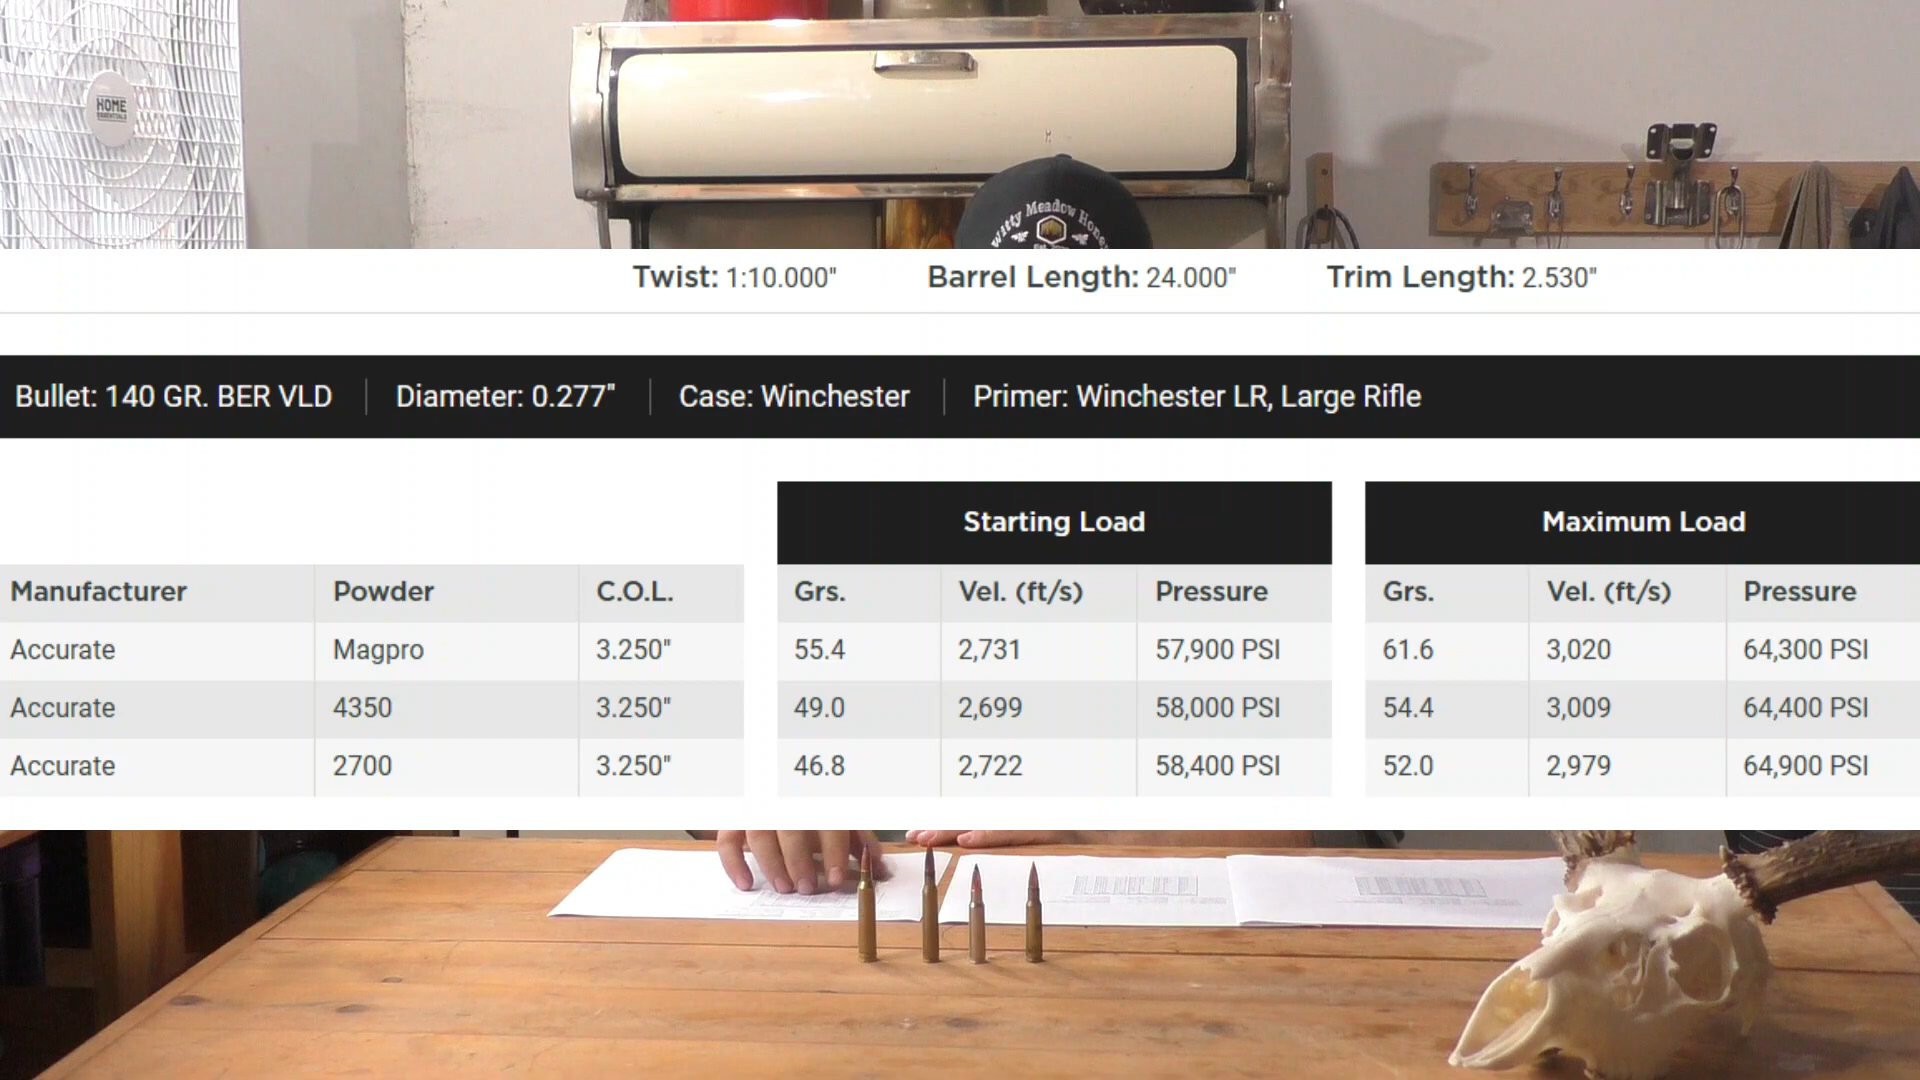 HOME
ESSENTIALS
Witty Meadow Homes
Twist: 1:10.000" Barrel Length: 24.000" Trim Length: 2.530"
Bullet: 140 GR. BER VLD Diameter: 0.277" Case: Winchester Primer: Winchester LR, Large Rifle
Starting Load Maximum Load
Manufacturer Powder C.O.L. Grs. Vel. (ft/s) Pressure Grs. Vel. (ft/s) Pressure
Accurate Magpro 3.250" 55.4 2,731 57,900 PSI 61.6 3,020 64,300 PSI
Accurate 4350 3.250" 49.0 2,699 58,000 PSI 54.4 3,009 64,400 PSI
Accurate 2700 3.250" 46.8 2,722 58,400 PSI 52.0 2,979 64,900 PSI